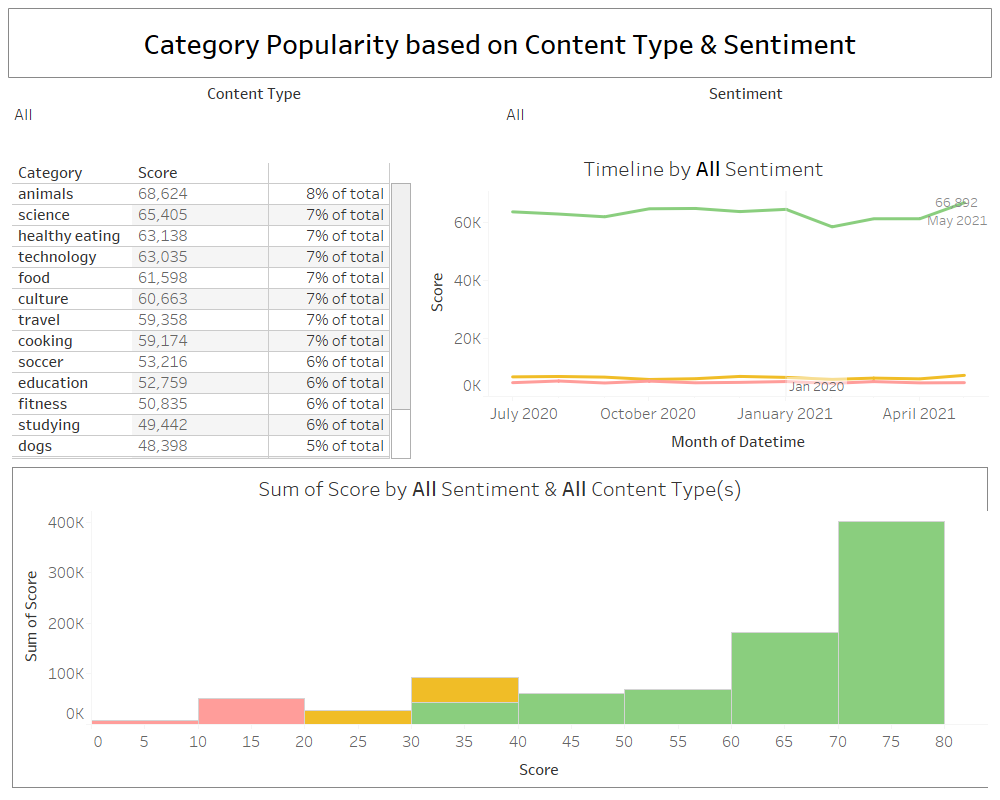 Category Popularity based on Content Type & Sentiment
Content Type
All
Sentiment
All
Category Score
animals 68,624 8% of total
science 65,405 7% of total
healthy eating 63,138 7% of total
technology 63,035 7% of total
food 61,598 7% of total
culture 60,663 7% of total
travel 59,358 7% of total
cooking 59,174 7% of total
soccer 53,216 6% of total
education 52,759 6% of total
fitness 50,835 6% of total
studying 49,442 6% of total
dogs 48,398 5% of total
Timeline by All Sentiment
66,892
May 2021
60K
40K
20K
0K
Score
Jan 2020
July 2020 October 2020 January 2021 April 2021
Month of Datetime
Sum of Score by All Sentiment & All Content Type(s)
400K
300K
200K
100K
0K
Sum of Score
0 5 10 15 20 25 30 35 40 45 50 55 60 65 70 75 80
Score